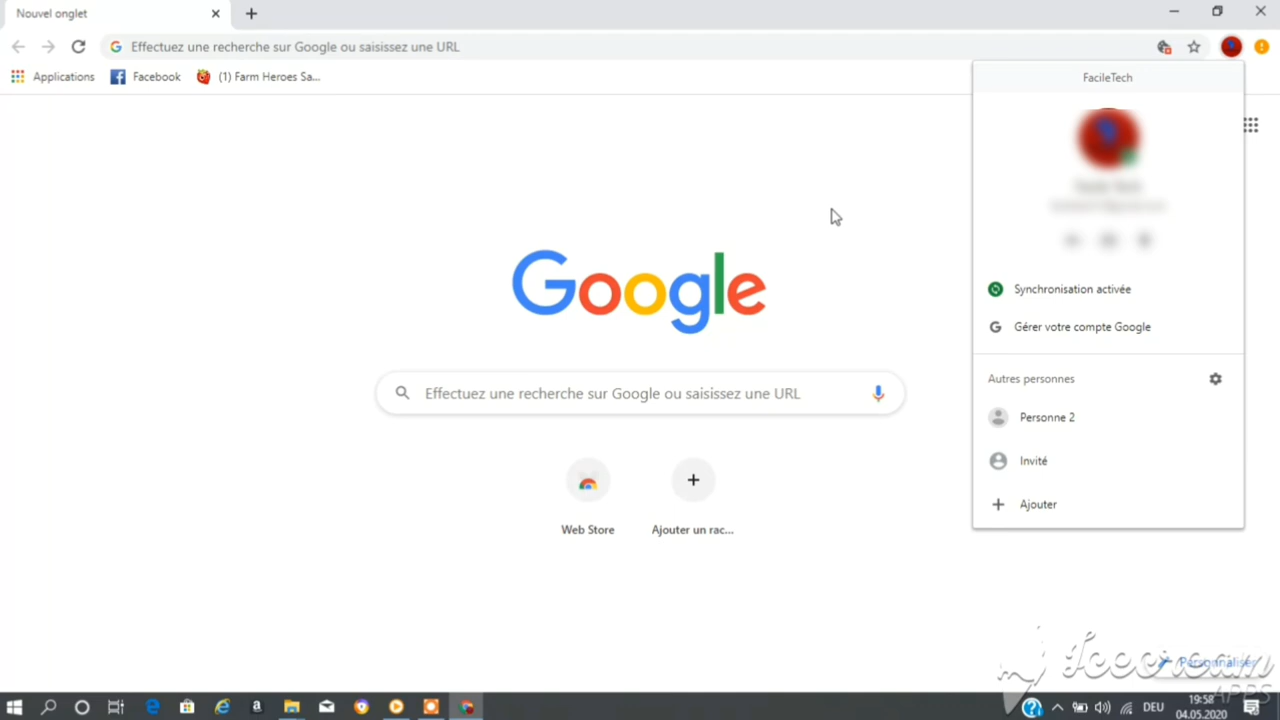 Nouvel onglet
Effectuez une recherche sur Google ou saisissez une URL
Applications
Facebook
(1) Farm Heroes Sa...
FacileTech
Synchronisation activée
Gérer votre compte Google
Autres personnes
Personne 2
Invité
Ajouter
Google
Effectuez une recherche sur Google ou saisissez une URL
Web Store
Ajouter un rac...
Personnaliser
Icecream
APPS
DEU
19:58
04.05.2020